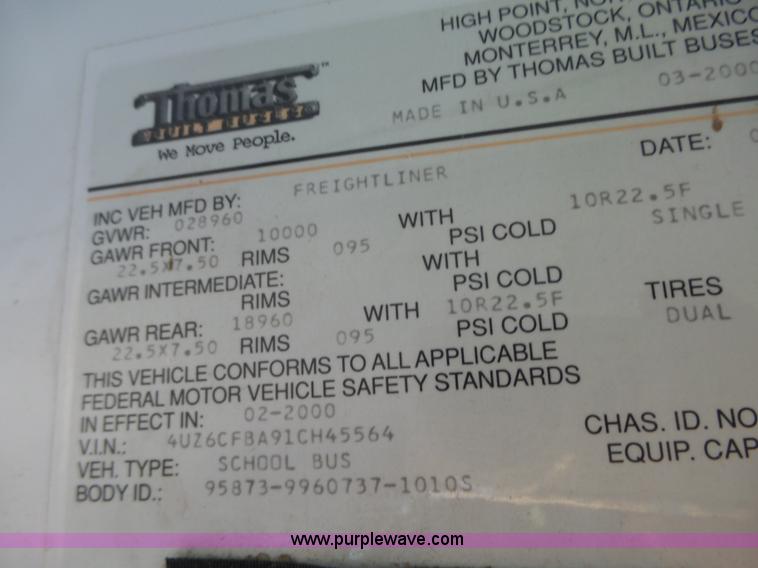 HIGH POINT,
WOODSTOCK, ONTARIO
MONTERREY, M.L., MEXICO
MFD BY THOMAS BUILT BUSES
MADE IN U.S.A 03-2000
Thomas
BUILT BUSES
™
We Move People.
DATE:
INC VEH MFD BY: FREIGHTLINER
GVWR: 028960
GAWR FRONT: 10000 WITH 10R22.5F
22.5X7.50 RIMS 095 PSI COLD SINGLE
GAWR INTERMEDIATE: WITH
RIMS PSI COLD TIRES
GAWR REAR: 18960 WITH 10R22.5F
22.5X7.50 RIMS 095 PSI COLD DUAL
THIS VEHICLE CONFORMS TO ALL APPLICABLE
FEDERAL MOTOR VEHICLE SAFETY STANDARDS
IN EFFECT IN: 02-2000
V.I.N.: 4UZ6CFBA91CH45564 CHAS. ID. NO
VEH. TYPE: SCHOOL BUS EQUIP. CAP
BODY ID.: 95873-9960737-1010S
www.purplewave.com